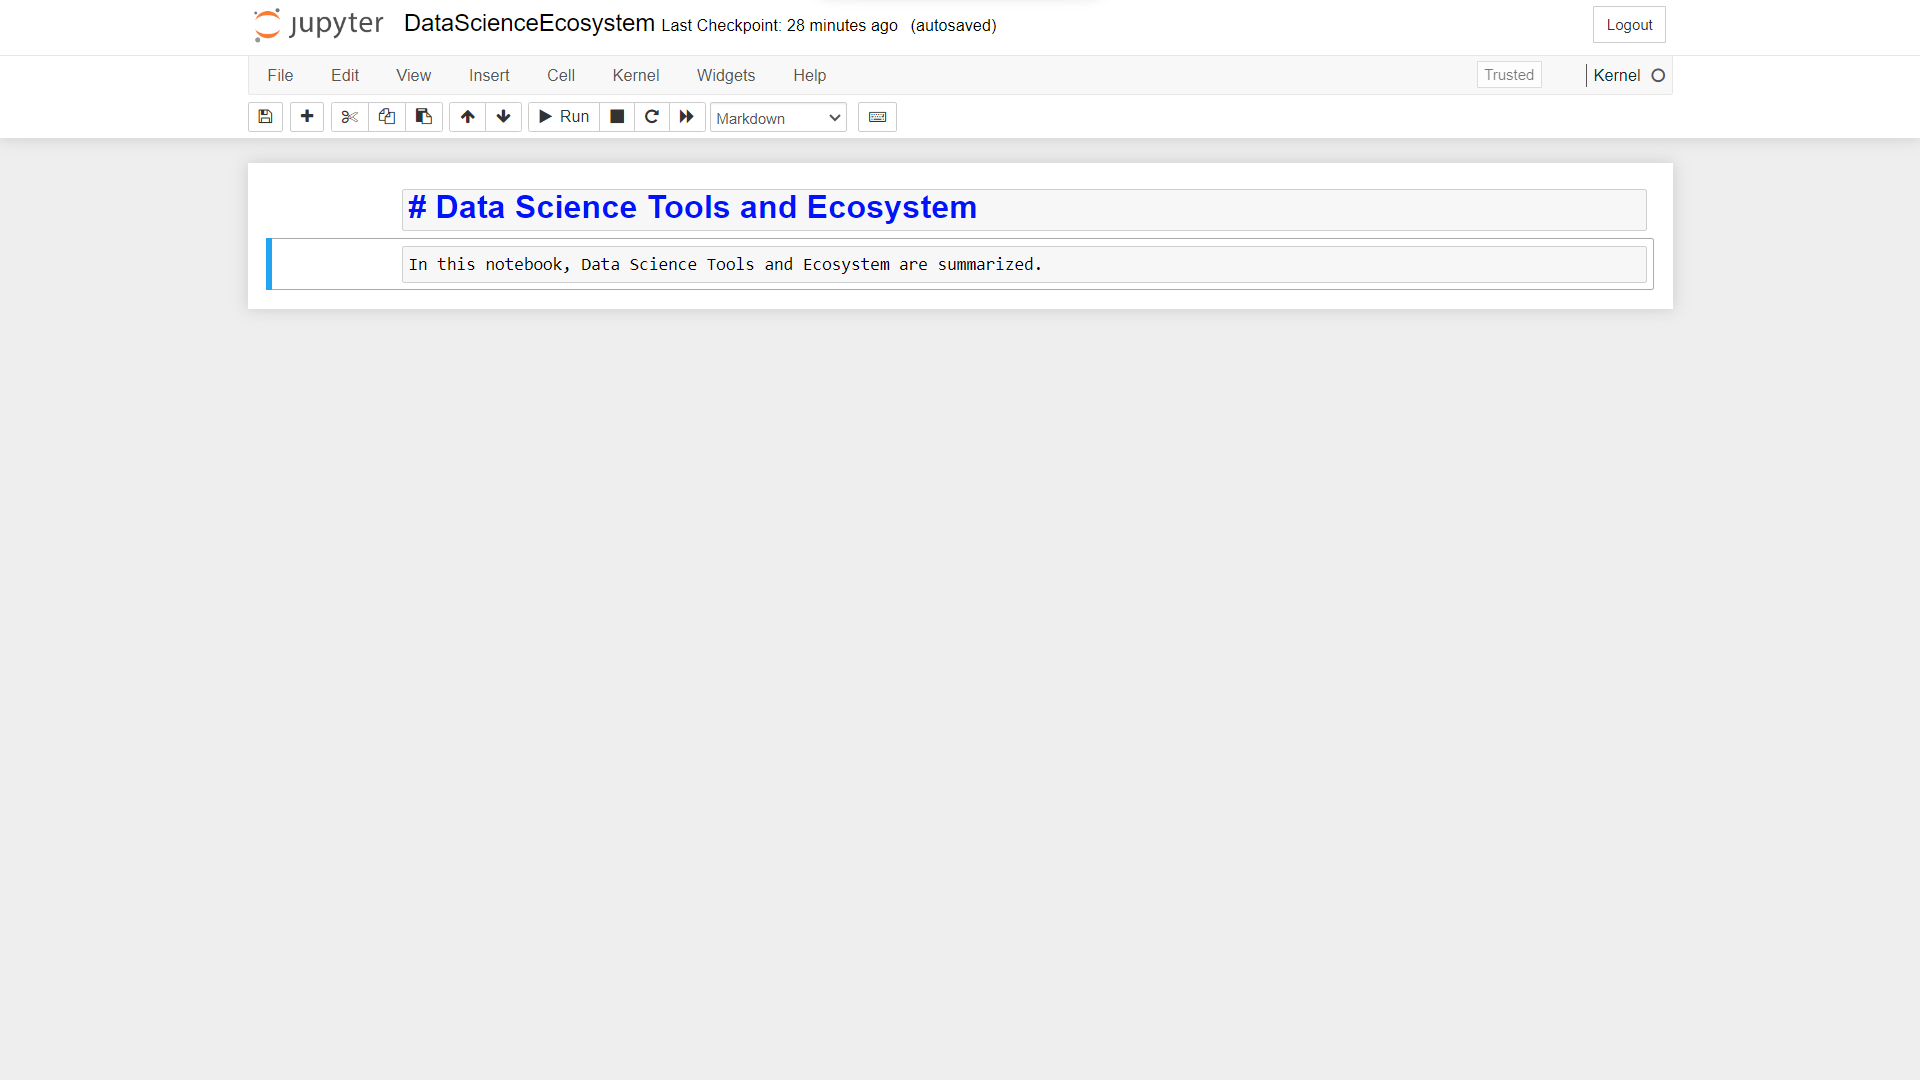 jupyter DataScienceEcosystem Last Checkpoint: 28 minutes ago (autosaved) Logout
File Edit View Insert Cell Kernel Widgets Help Trusted Kernel
Run Markdown
# Data Science Tools and Ecosystem
In this notebook, Data Science Tools and Ecosystem are summarized.